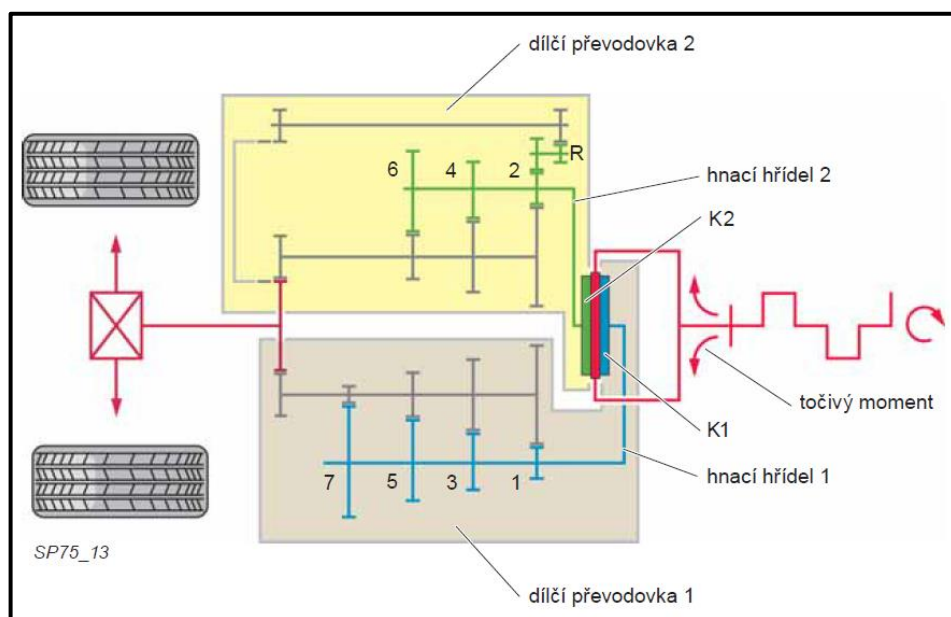 dílčí převodovka 2
R
6
4
2
hnací hřídel 2
K2
točivý moment
K1
hnací hřídel 1
7
5
3
1
SP75_13
dílčí převodovka 1